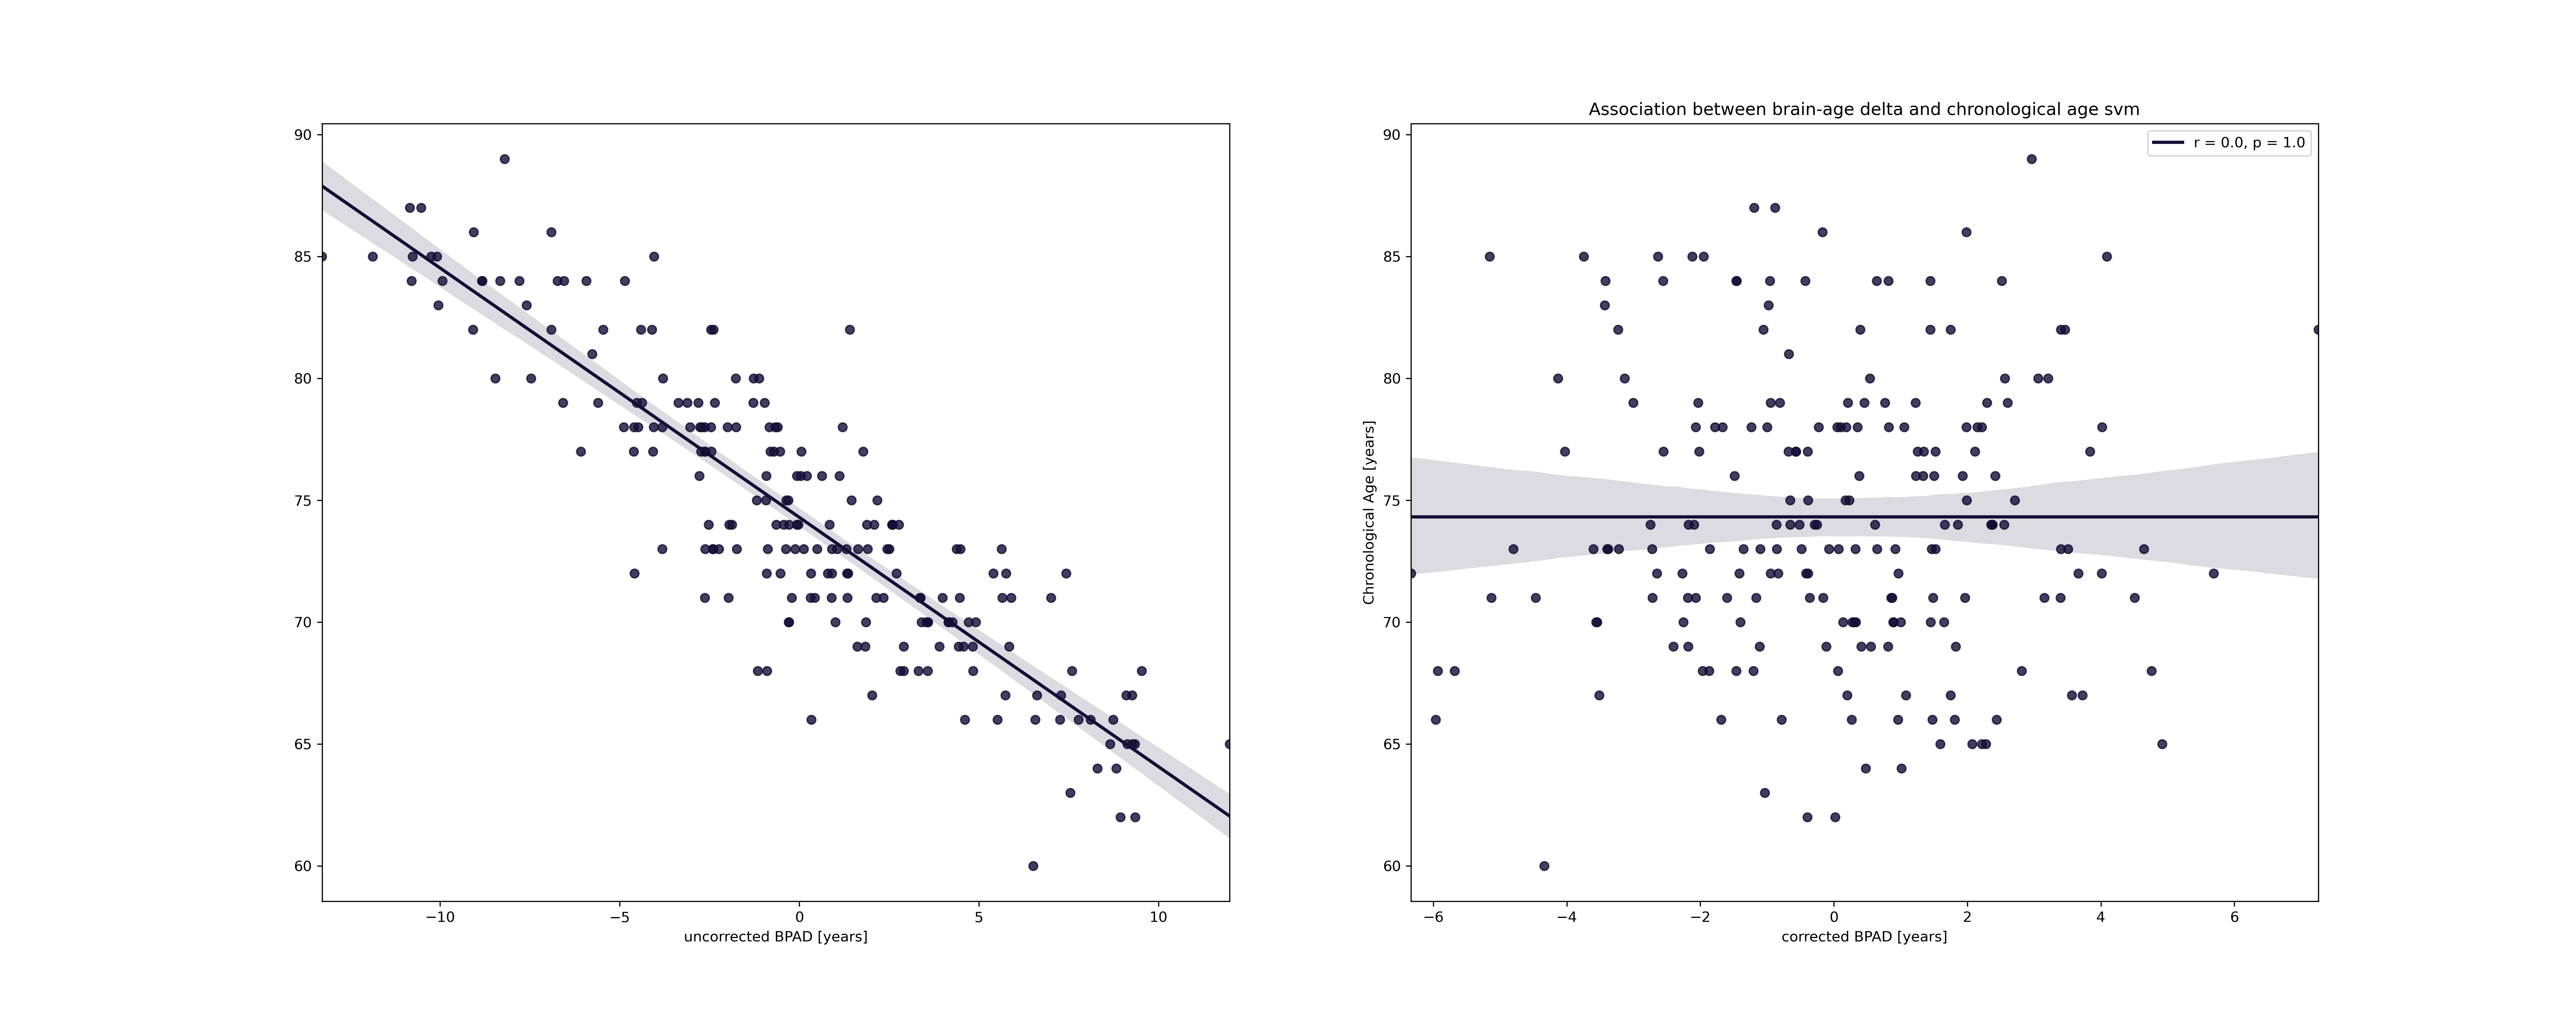 90
85
80
75
70
65
60
−10 −5 0 5 10
uncorrected BPAD [years]
Association between brain-age delta and chronological age svm
r = 0.0, p = 1.0
Chronological Age [years]
90
85
80
75
70
65
60
−6 −4 −2 0 2 4 6
corrected BPAD [years]